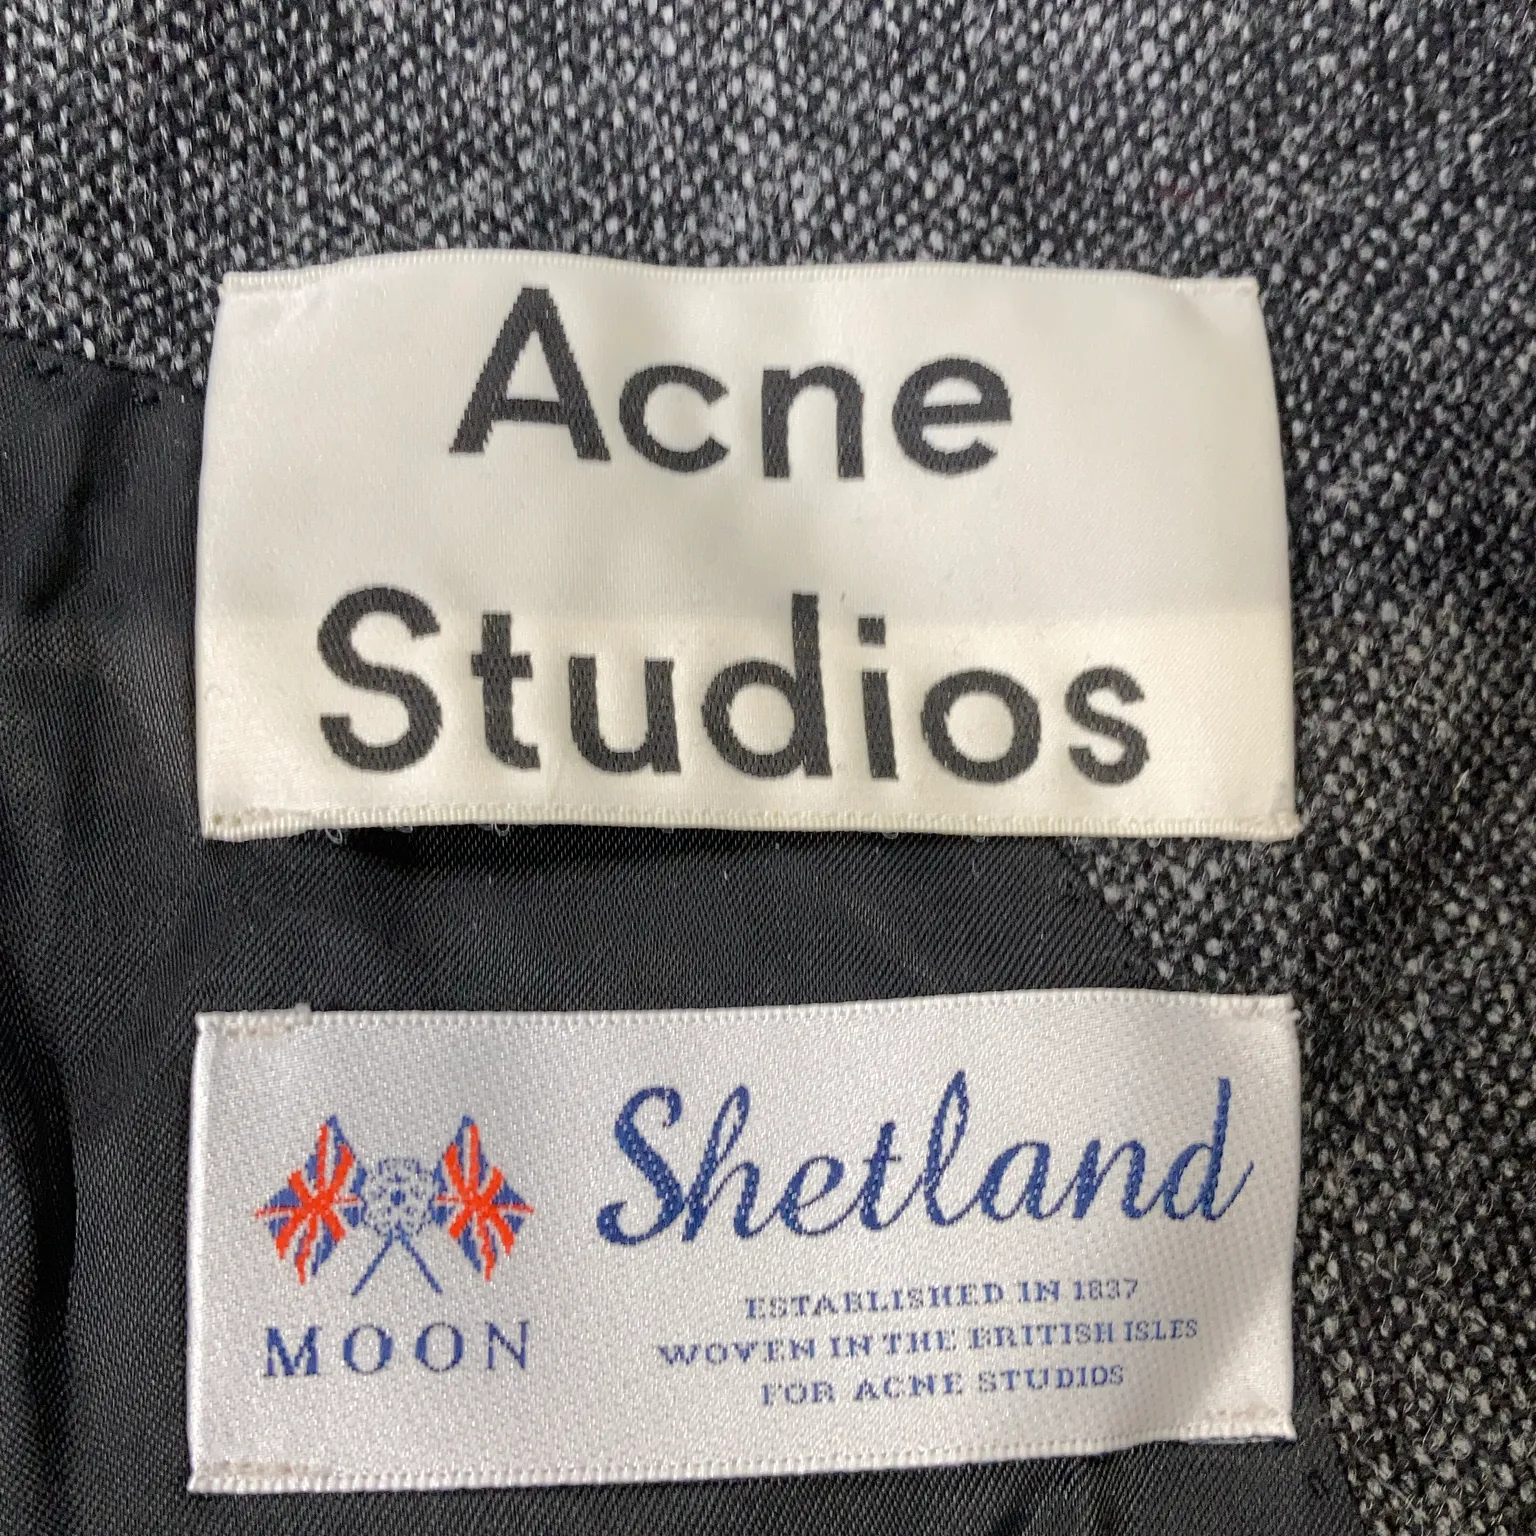 Acne
Studios
Shetland
MOON
ESTABLISHED IN 1837
WOVEN IN THE BRITISH ISLES
FOR ACNE STUDIOS